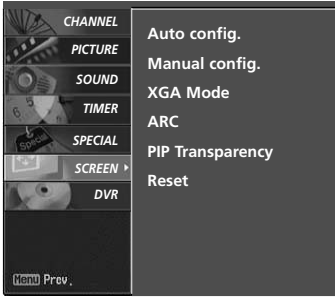 CHANNEL
PICTURE
SOUND
TIMER
SPECIAL
SCREEN
DVR
Menu Prev.
Auto config.
Manual config.
XGA Mode
ARC
PIP Transparency
Reset